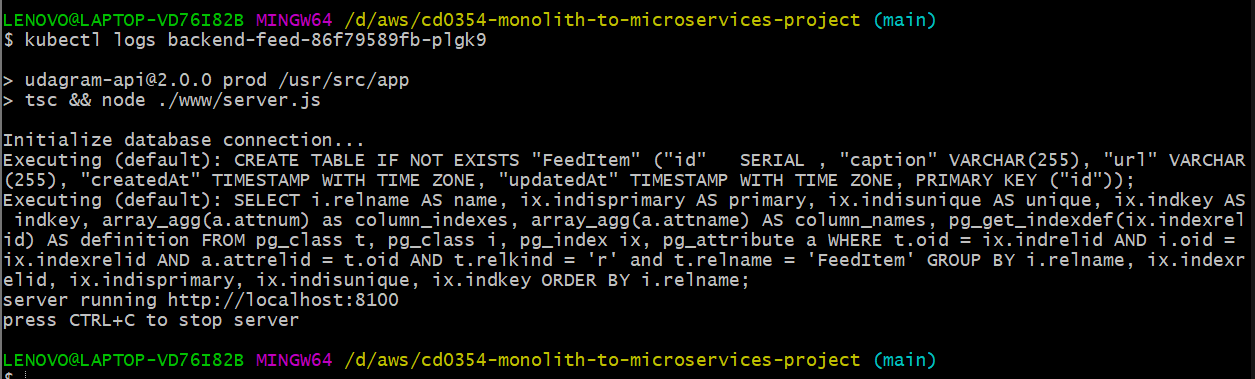 LENOVO@LAPTOP-VD76I82B MINGW64 /d/aws/cd0354-monolith-to-microservices-project (main)
$ kubectl logs backend-feed-86f79589fb-plgk9
> udagram-api@2.0.0 prod /usr/src/app
> tsc && node ./www/server.js
Initialize database connection...
Executing (default): CREATE TABLE IF NOT EXISTS "FeedItem" ("id"   SERIAL , "caption" VARCHAR(255), "url" VARCHAR
(255), "createdAt" TIMESTAMP WITH TIME ZONE, "updatedAt" TIMESTAMP WITH TIME ZONE, PRIMARY KEY ("id"));
Executing (default): SELECT i.relname AS name, ix.indisprimary AS primary, ix.indisunique AS unique, ix.indkey AS
 indkey, array_agg(a.attnum) as column_indexes, array_agg(a.attname) AS column_names, pg_get_indexdef(ix.indexrel
id) AS definition FROM pg_class t, pg_class i, pg_index ix, pg_attribute a WHERE t.oid = ix.indrelid AND i.oid =
ix.indexrelid AND a.attrelid = t.oid AND t.relkind = 'r' and t.relname = 'FeedItem' GROUP BY i.relname, ix.indexr
elid, ix.indisprimary, ix.indisunique, ix.indkey ORDER BY i.relname;
server running http://localhost:8100
press CTRL+C to stop server
LENOVO@LAPTOP-VD76I82B MINGW64 /d/aws/cd0354-monolith-to-microservices-project (main)
$